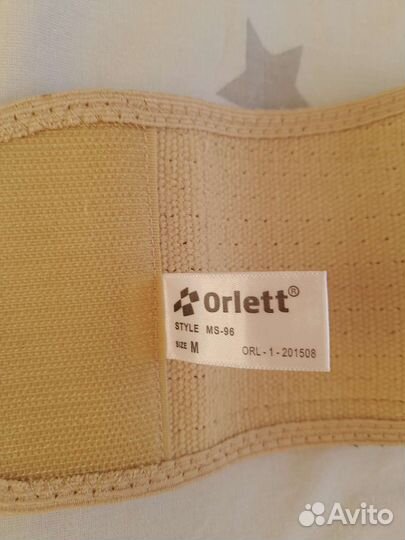 Orlett®
STYLE MS-96
SIZE M ORL - 1 - 201508
Avito